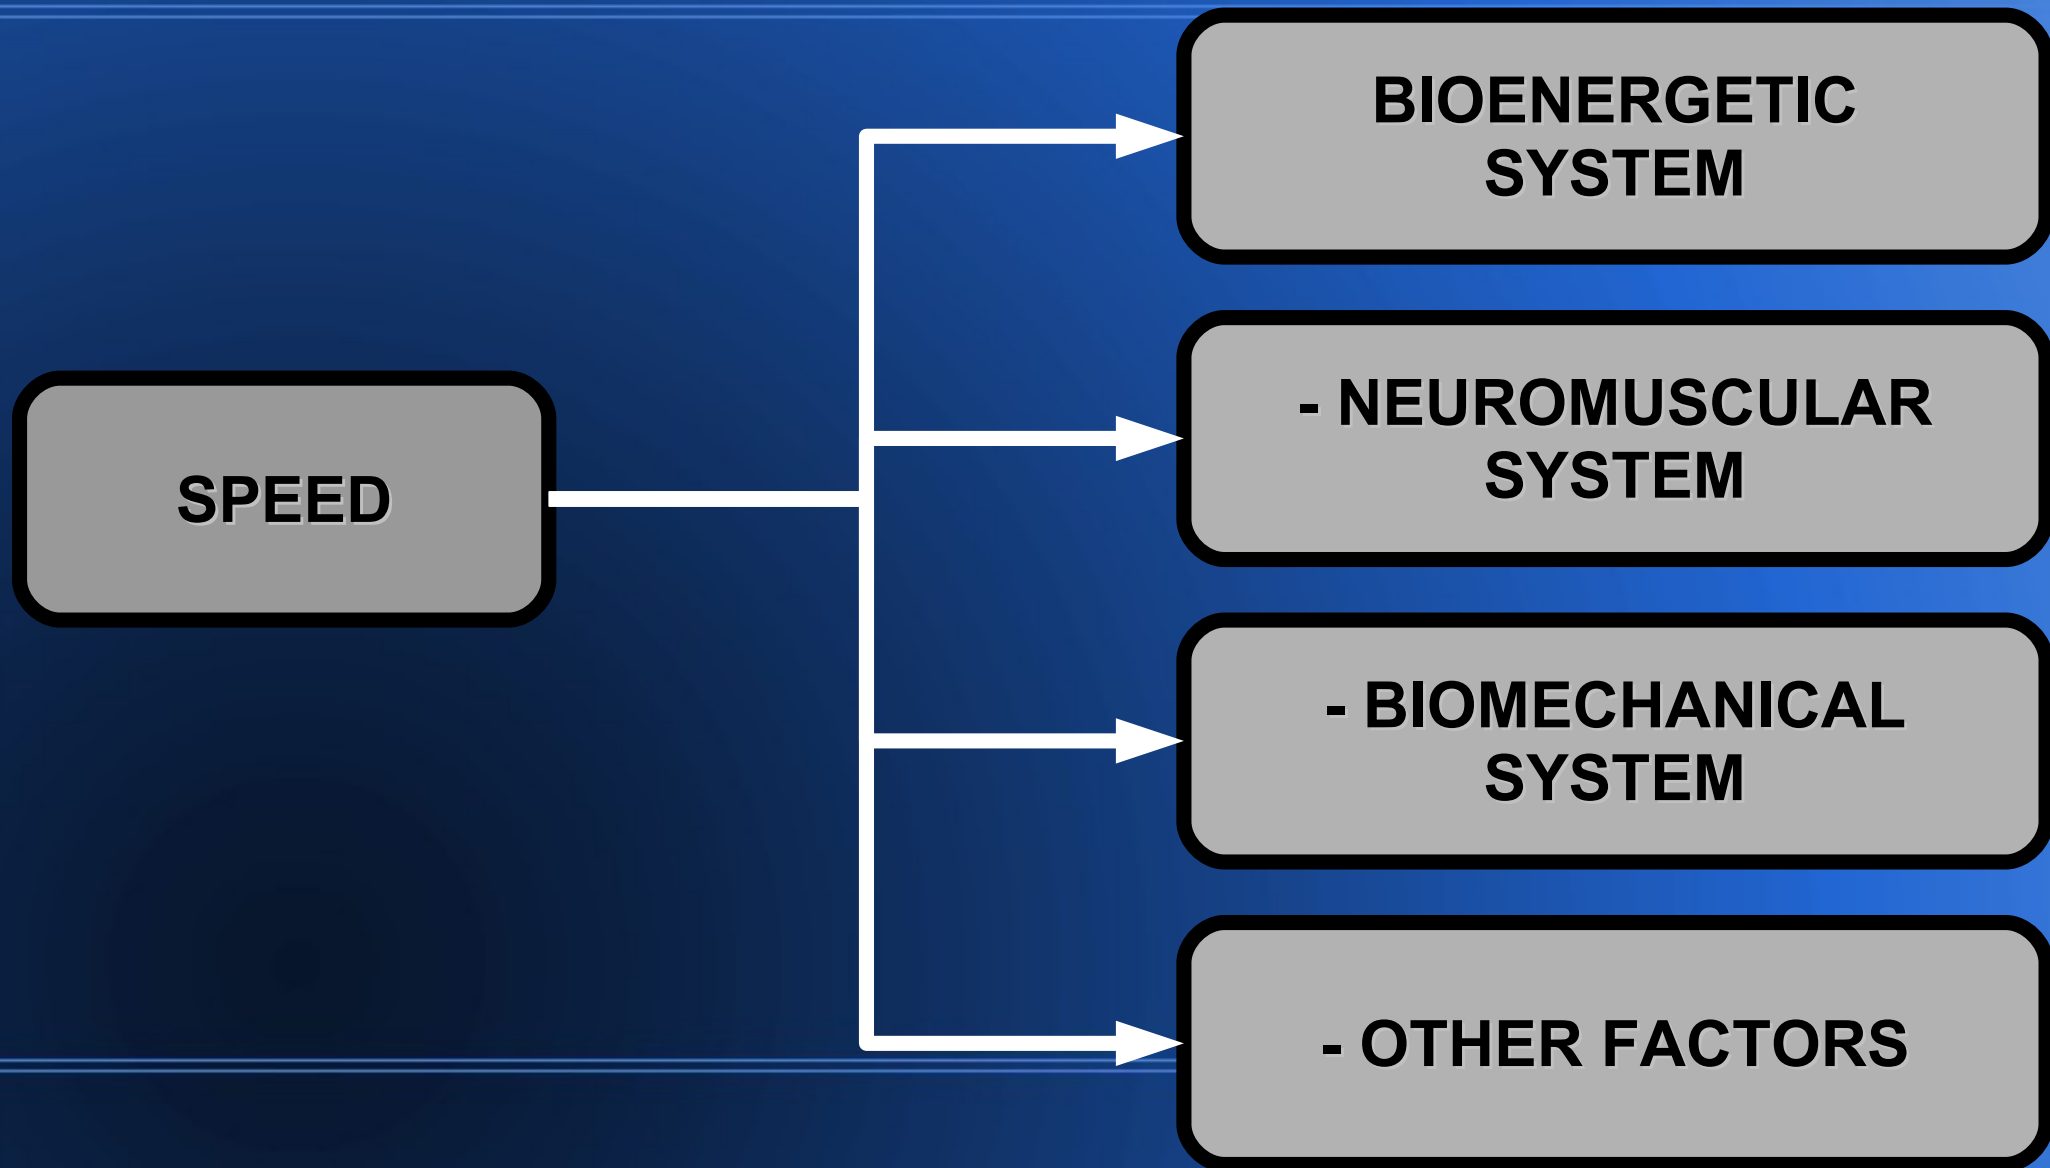 SPEED
BIOENERGETIC
SYSTEM
- NEUROMUSCULAR
SYSTEM
- BIOMECHANICAL
SYSTEM
- OTHER FACTORS